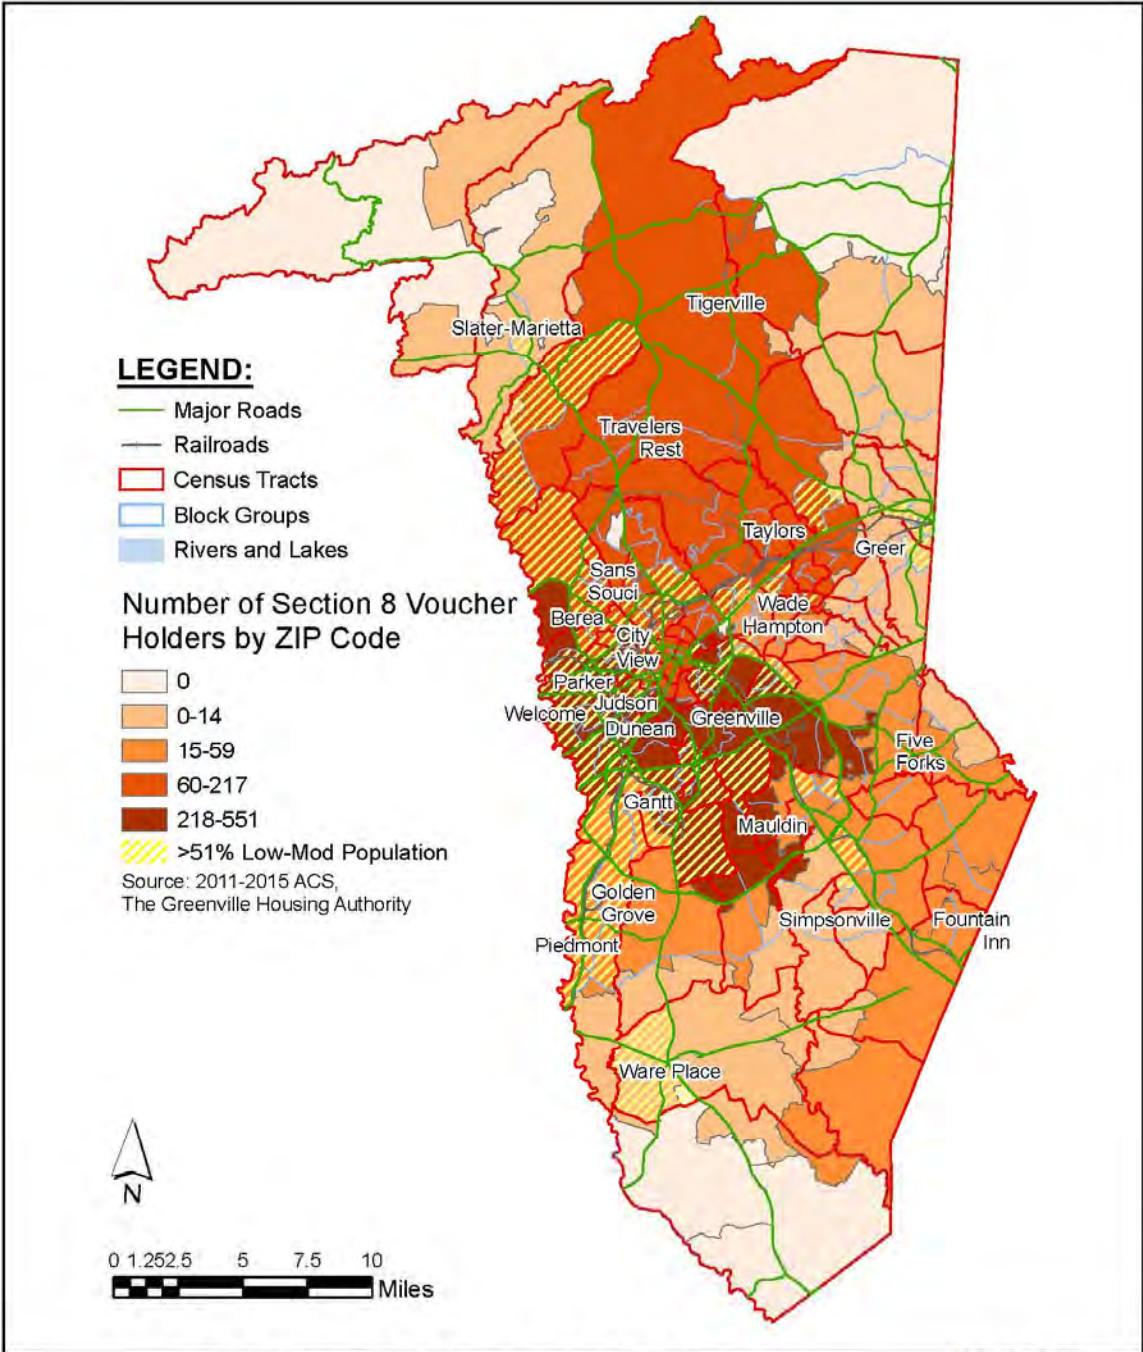 Tigerville
Slater-Marietta
LEGEND:
Major Roads
Railroads
Census Tracts
Block Groups
Rivers and Lakes
Travelers
Rest
Taylors
Greer
Sans
Souci
Number of Section 8 Voucher
Holders by ZIP Code
Wade
Hampton
Berea
City
View
0
0-14
15-59
60-217
218-551
>51% Low-Mod Population
Source: 2011-2015 ACS,
The Greenville Housing Authority
Parker
Judson
Welcome
Dunean
Greenville
Five
Forks
Gantt
Mauldin
Golden
Grove
Simpsonville
Fountain
Inn
Piedmont
Ware Place
N
0 1.252.5 5 7.5 10
Miles